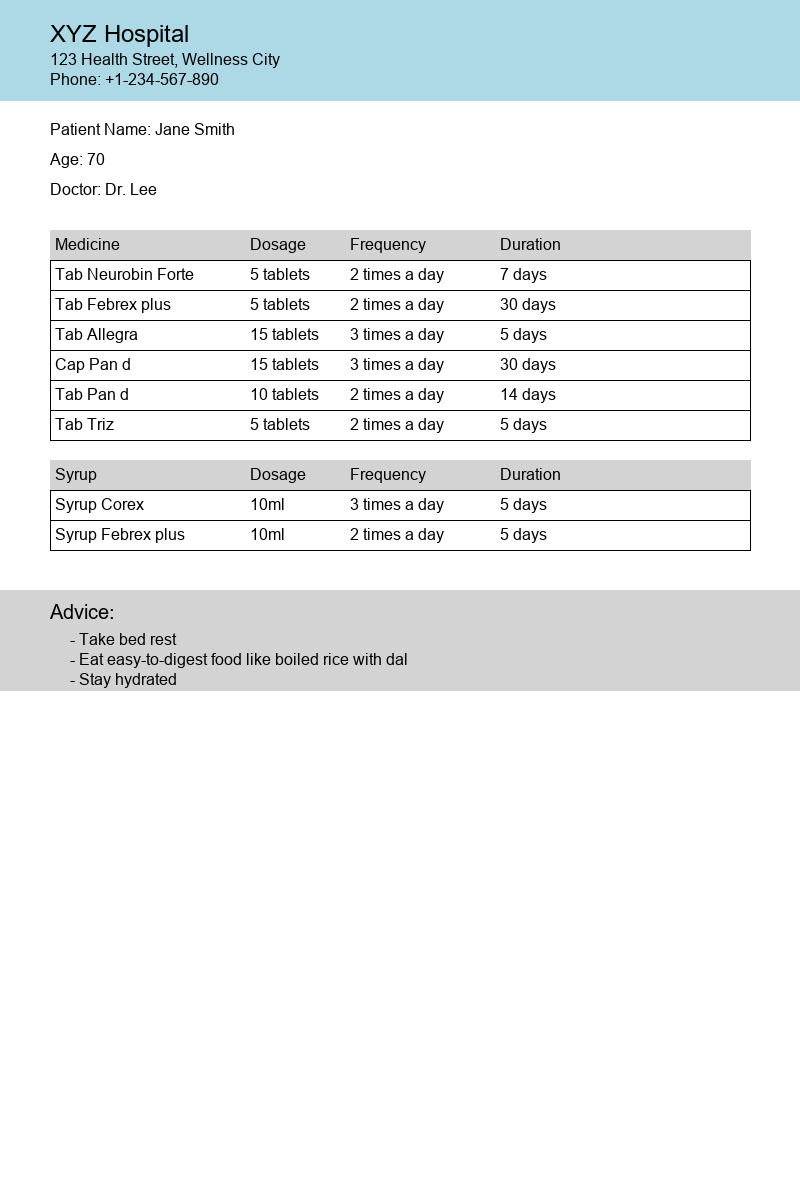 XYZ Hospital
123 Health Street, Wellness City
Phone: +1-234-567-890
Patient Name: Jane Smith
Age: 70
Doctor: Dr. Lee
Medicine Dosage Frequency Duration
Tab Neurobin Forte 5 tablets 2 times a day 7 days
Tab Febrex plus 5 tablets 2 times a day 30 days
Tab Allegra 15 tablets 3 times a day 5 days
Cap Pan d 15 tablets 3 times a day 30 days
Tab Pan d 10 tablets 2 times a day 14 days
Tab Triz 5 tablets 2 times a day 5 days
Syrup Dosage Frequency Duration
Syrup Corex 10ml 3 times a day 5 days
Syrup Febrex plus 10ml 2 times a day 5 days
Advice:
- Take bed rest
- Eat easy-to-digest food like boiled rice with dal
- Stay hydrated